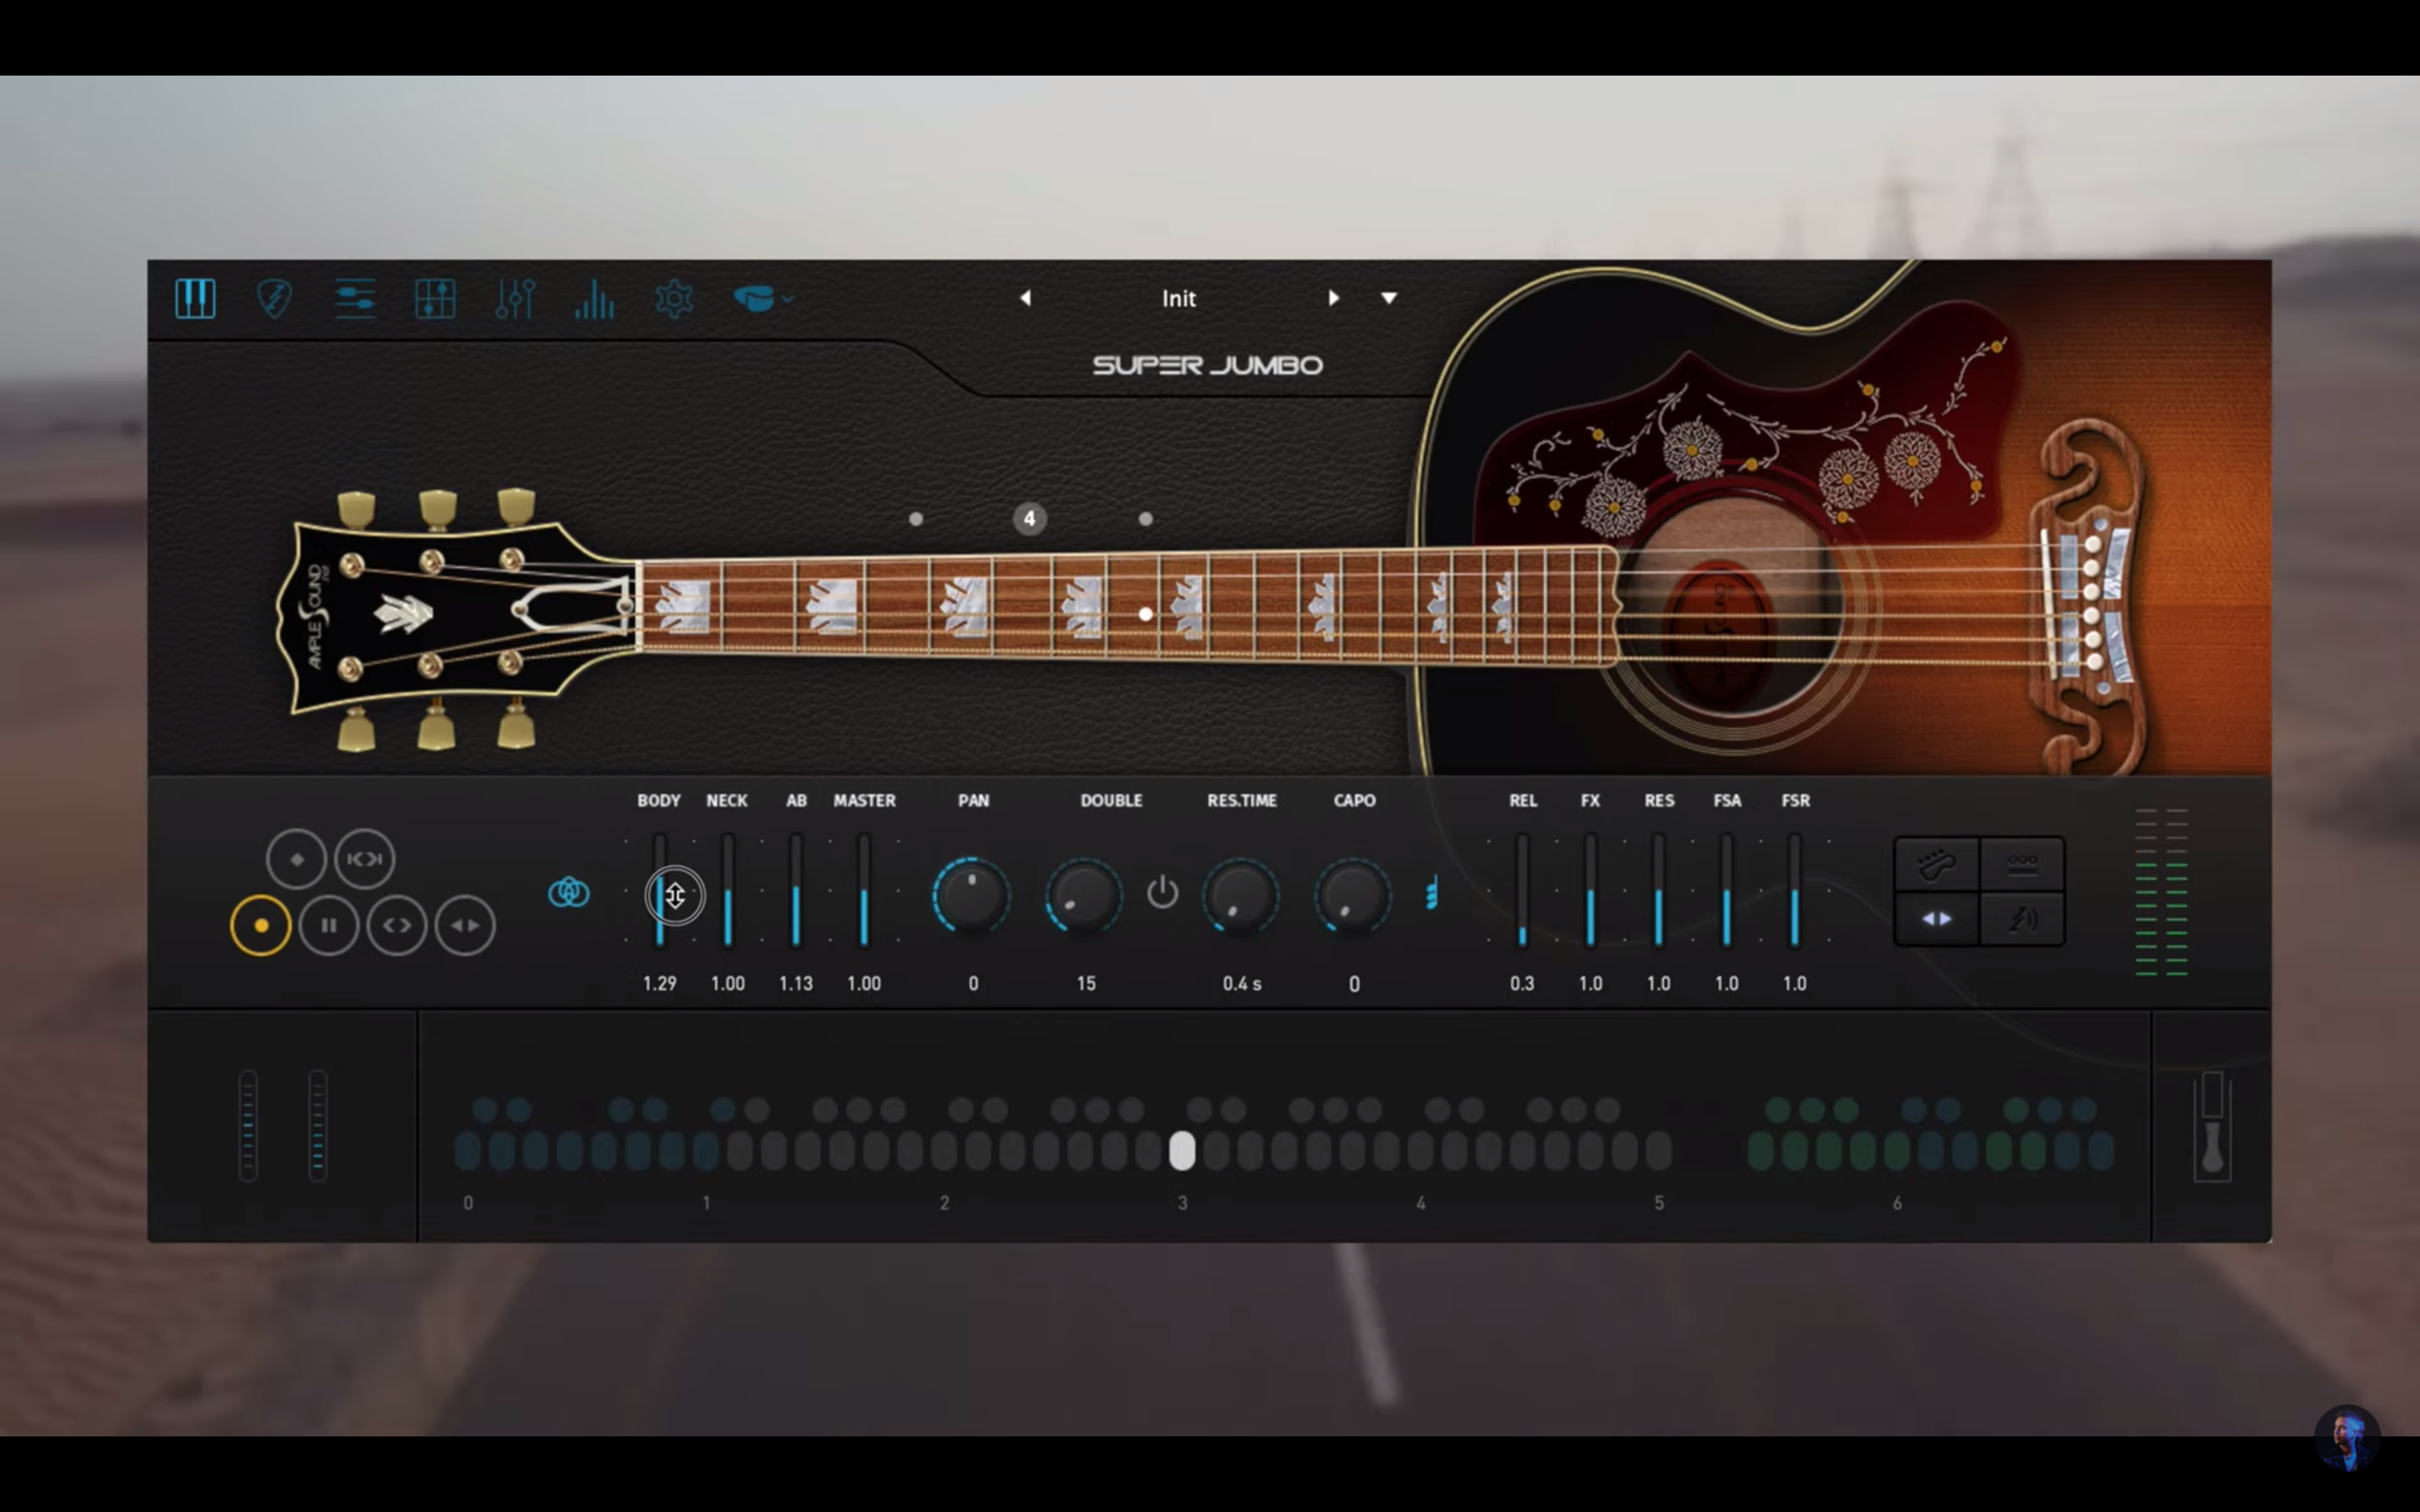 Init
SUPER JUMBO
4
AMPLE SOUND
BODY NECK AB MASTER PAN DOUBLE RES.TIME CAPO REL FX RES FSA FSR
1.29 1.00 1.13 1.00 0 15 0.4 s 0 0.3 1.0 1.0 1.0 1.0
0 1 2 3 4 5 6